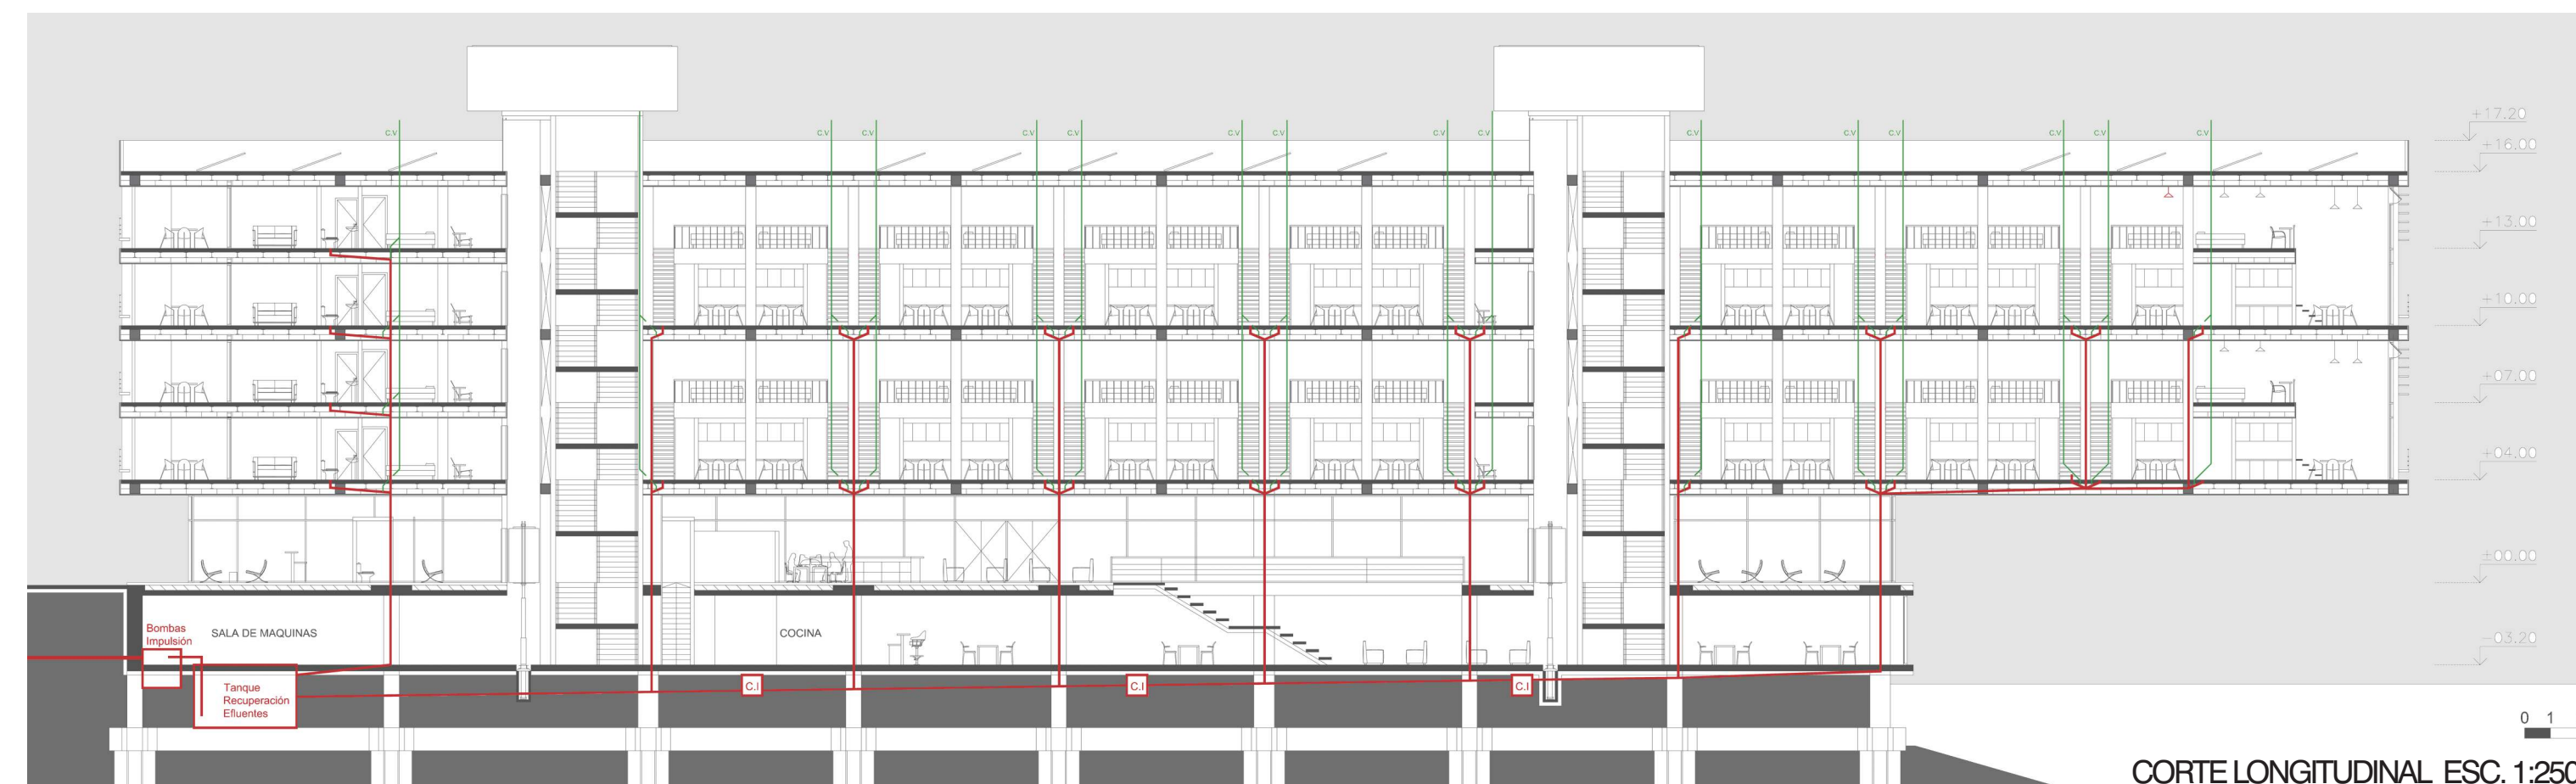 C.V C.V C.V C.V C.V C.V C.V C.V C.V C.V C.V C.V C.V C.V C.V
+17.20
+16.00
+13.00
+10.00
+07.00
+04.00
+00.00
Bombas
Impulsión
SALA DE MAQUINAS
COCINA
-03.20
Tanque
Recuperación
Efluentes
C.I C.I C.I
0 1
CORTE LONGITUDINAL ESC. 1:250